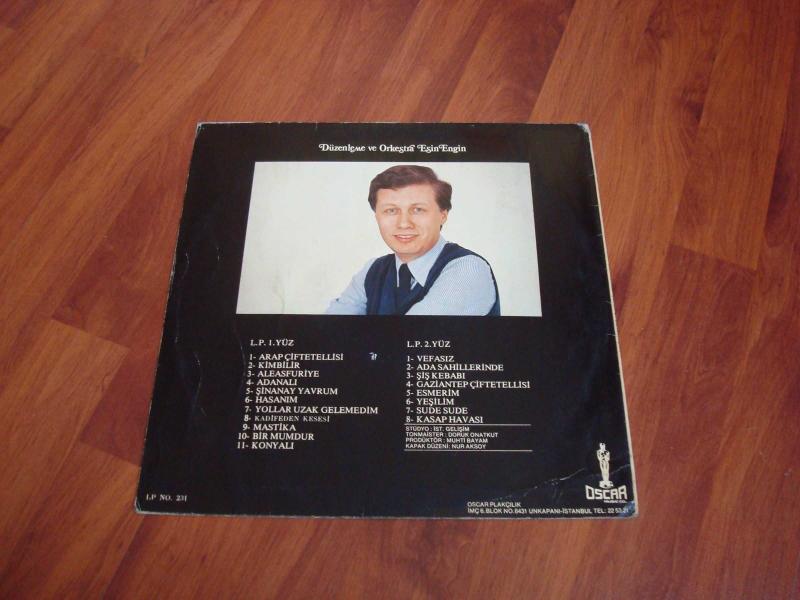 Düzenleme ve Orkestra Esin Engin
L.P. 1.YÜZ
1- ARAP ÇİFTETELLİSİ
2- KİMBİLİR
3- ALEASFURİYE
4- ADANALI
5- ŞİNANAY YAVRUM
6- HASANIM
7- YOLLAR UZAK GELEMEDİM
8- KADİFEDEN KESESİ
9- MASTİKA
10- BİR MUMDUR
11- KONYALI
L.P. 2.YÜZ
1- VEFASIZ
2- ADA SAHİLLERİNDE
3- ŞİŞ KEBABI
4- GAZİANTEP ÇİFTETELLİSİ
5- ESMERİM
6- YEŞİLİM
7- SUDE SUDE
8- KASAP HAVASI
STÜDYO : İST. GELİŞİM
TONMAISTER : DORUK ONATKUT
PRODÜKTÖR : MUHTİ BAYAM
KAPAK DÜZENİ: NUR AKSOY
LP NO. 231
OSCAR
MUSIC CO.
OSCAR PLAKÇILIK
İMÇ 6. BLOK NO.6431 UNKAPANI-İSTANBUL TEL: 22 53 21